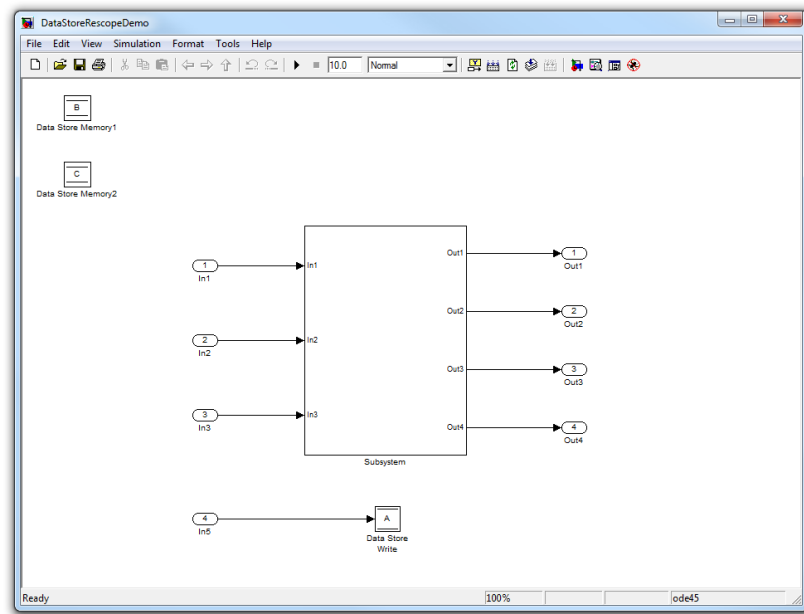 DataStoreRescopeDemo
File Edit View Simulation Format Tools Help
10.0 Normal
B
Data Store Memory1
C
Data Store Memory2
1
In1
2
In2
3
In3
In1
In2
In3
Out1
Out2
Out3
Out4
Subsystem
1
Out1
2
Out2
3
Out3
4
Out4
4
In5
A
Data Store
Write
Ready 100% ode45